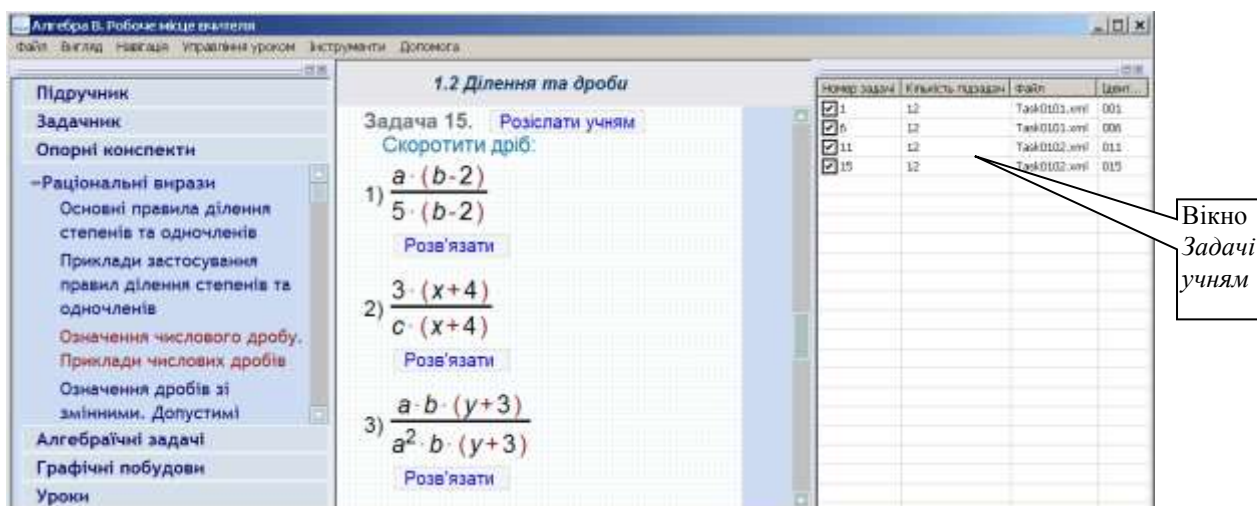 Алгебра В. Робоче місце вчителя
Файл Вигляд Навігація Управління уроком Інструменти Допомога
Підручник
Задачник
Опорні конспекти
–Раціональні вирази
Основні правила ділення
степенів та одночленів
Приклади застосування
правил ділення степенів та
одночленів
Означення числового дробу.
Приклади числових дробів
Означення дробів зі
змінними. Допустимі
Алгебраїчні задачі
Графічні побудови
Уроки
1.2 Ділення та дроби
Задача 15. Розіслати учням
Скоротити дріб:
1) a·(b-2) / 5·(b-2)
Розв'язати
2) 3·(x+4) / c·(x+4)
Розв'язати
3) a·b·(y+3) / a²·b·(y+3)
Розв'язати
Номер задачі Кількість підзадач Файл Ідент...
1 12 Task0101.xml 001
6 12 Task0101.xml 006
11 12 Task0102.xml 011
15 12 Task0102.xml 015
Вікно
Задачі
учням